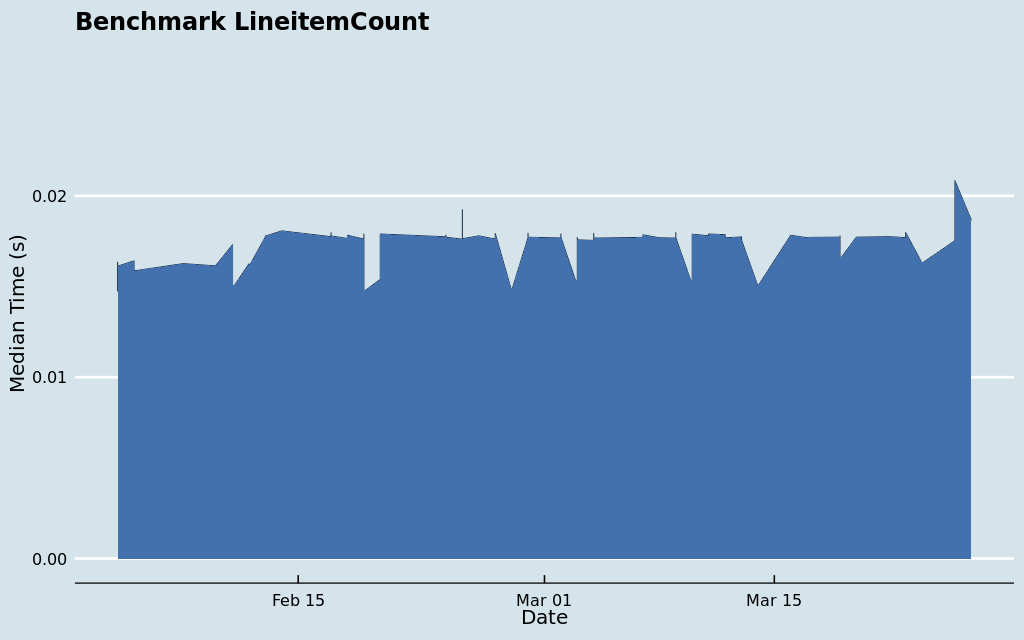 Benchmark LineitemCount
Median Time (s)
0.02
0.01
0.00
Feb 15
Mar 01
Mar 15
Date